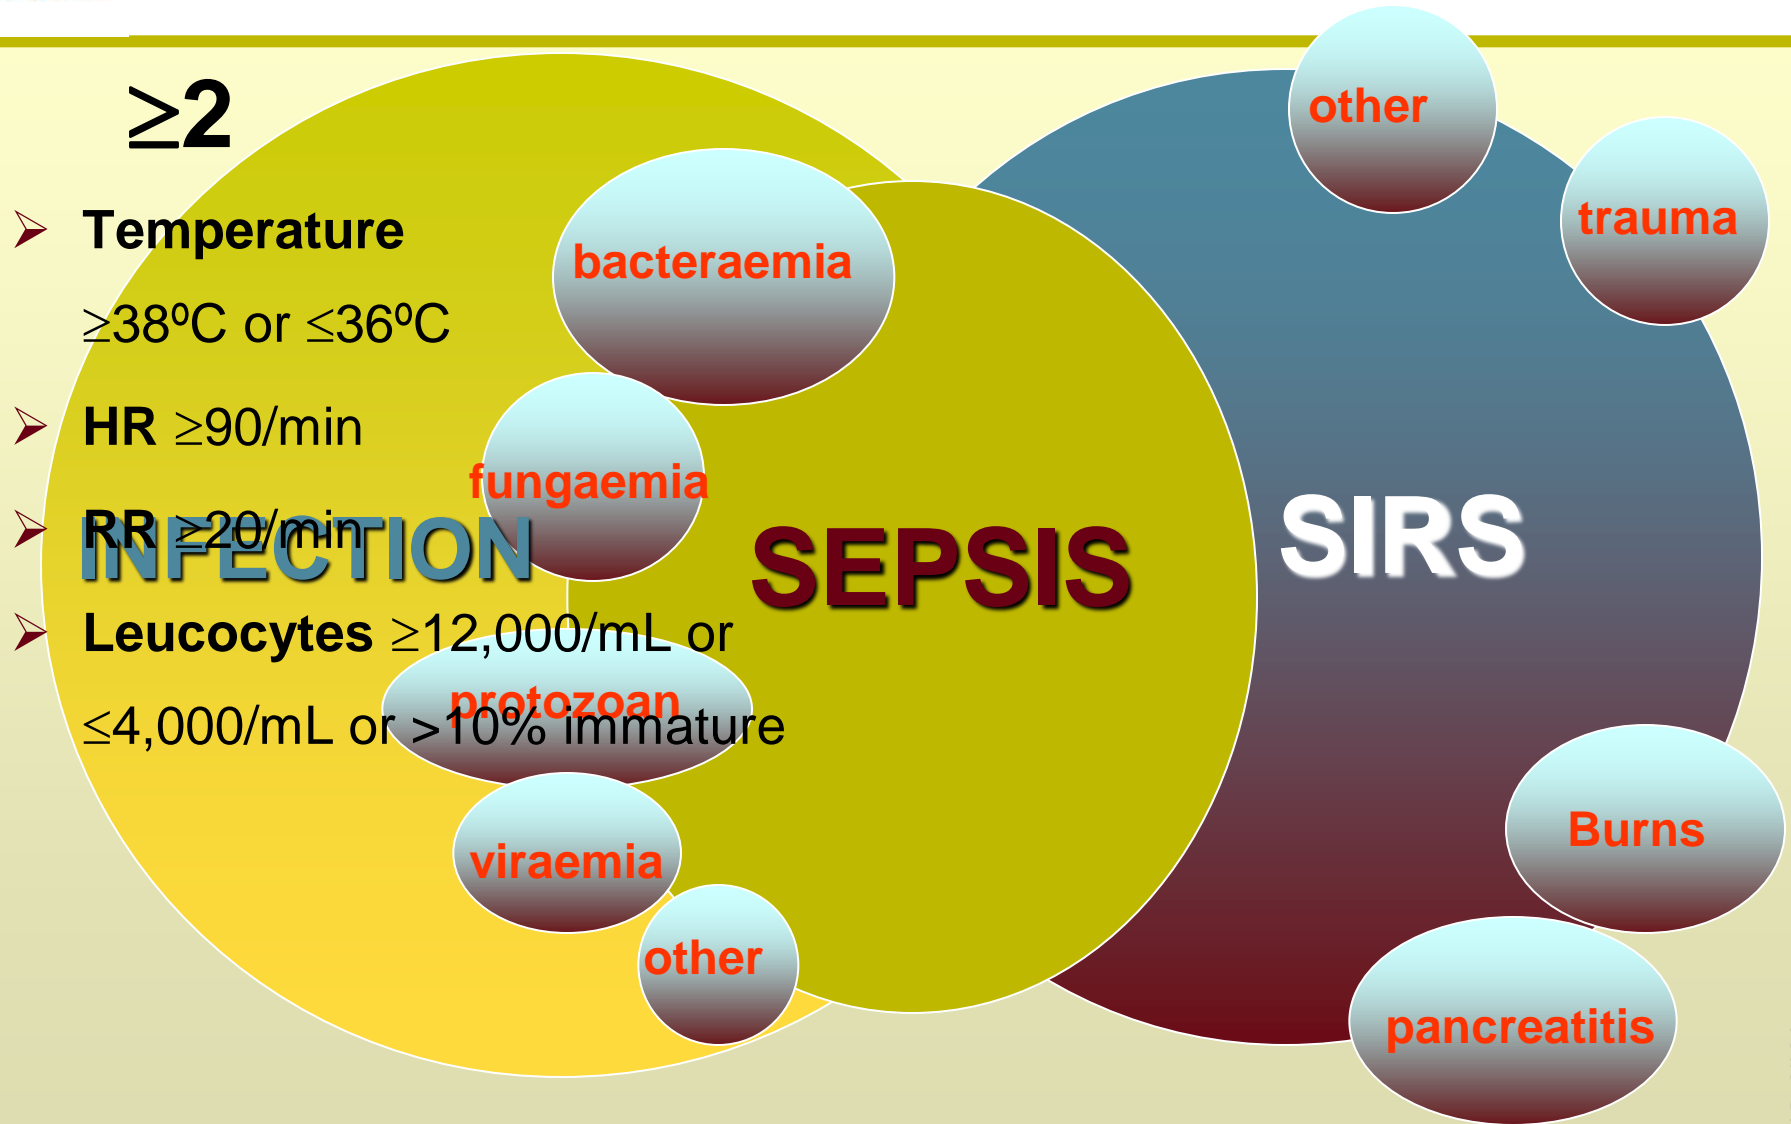 ≥2
Temperature
≥38ºC or ≤36ºC
HR ≥90/min
RR ≥20/min
Leucocytes ≥12,000/mL or
≤4,000/mL or >10% immature
INFECTION
bacteraemia
fungaemia
protozoan
viraemia
other
SEPSIS
SIRS
other
trauma
Burns
pancreatitis